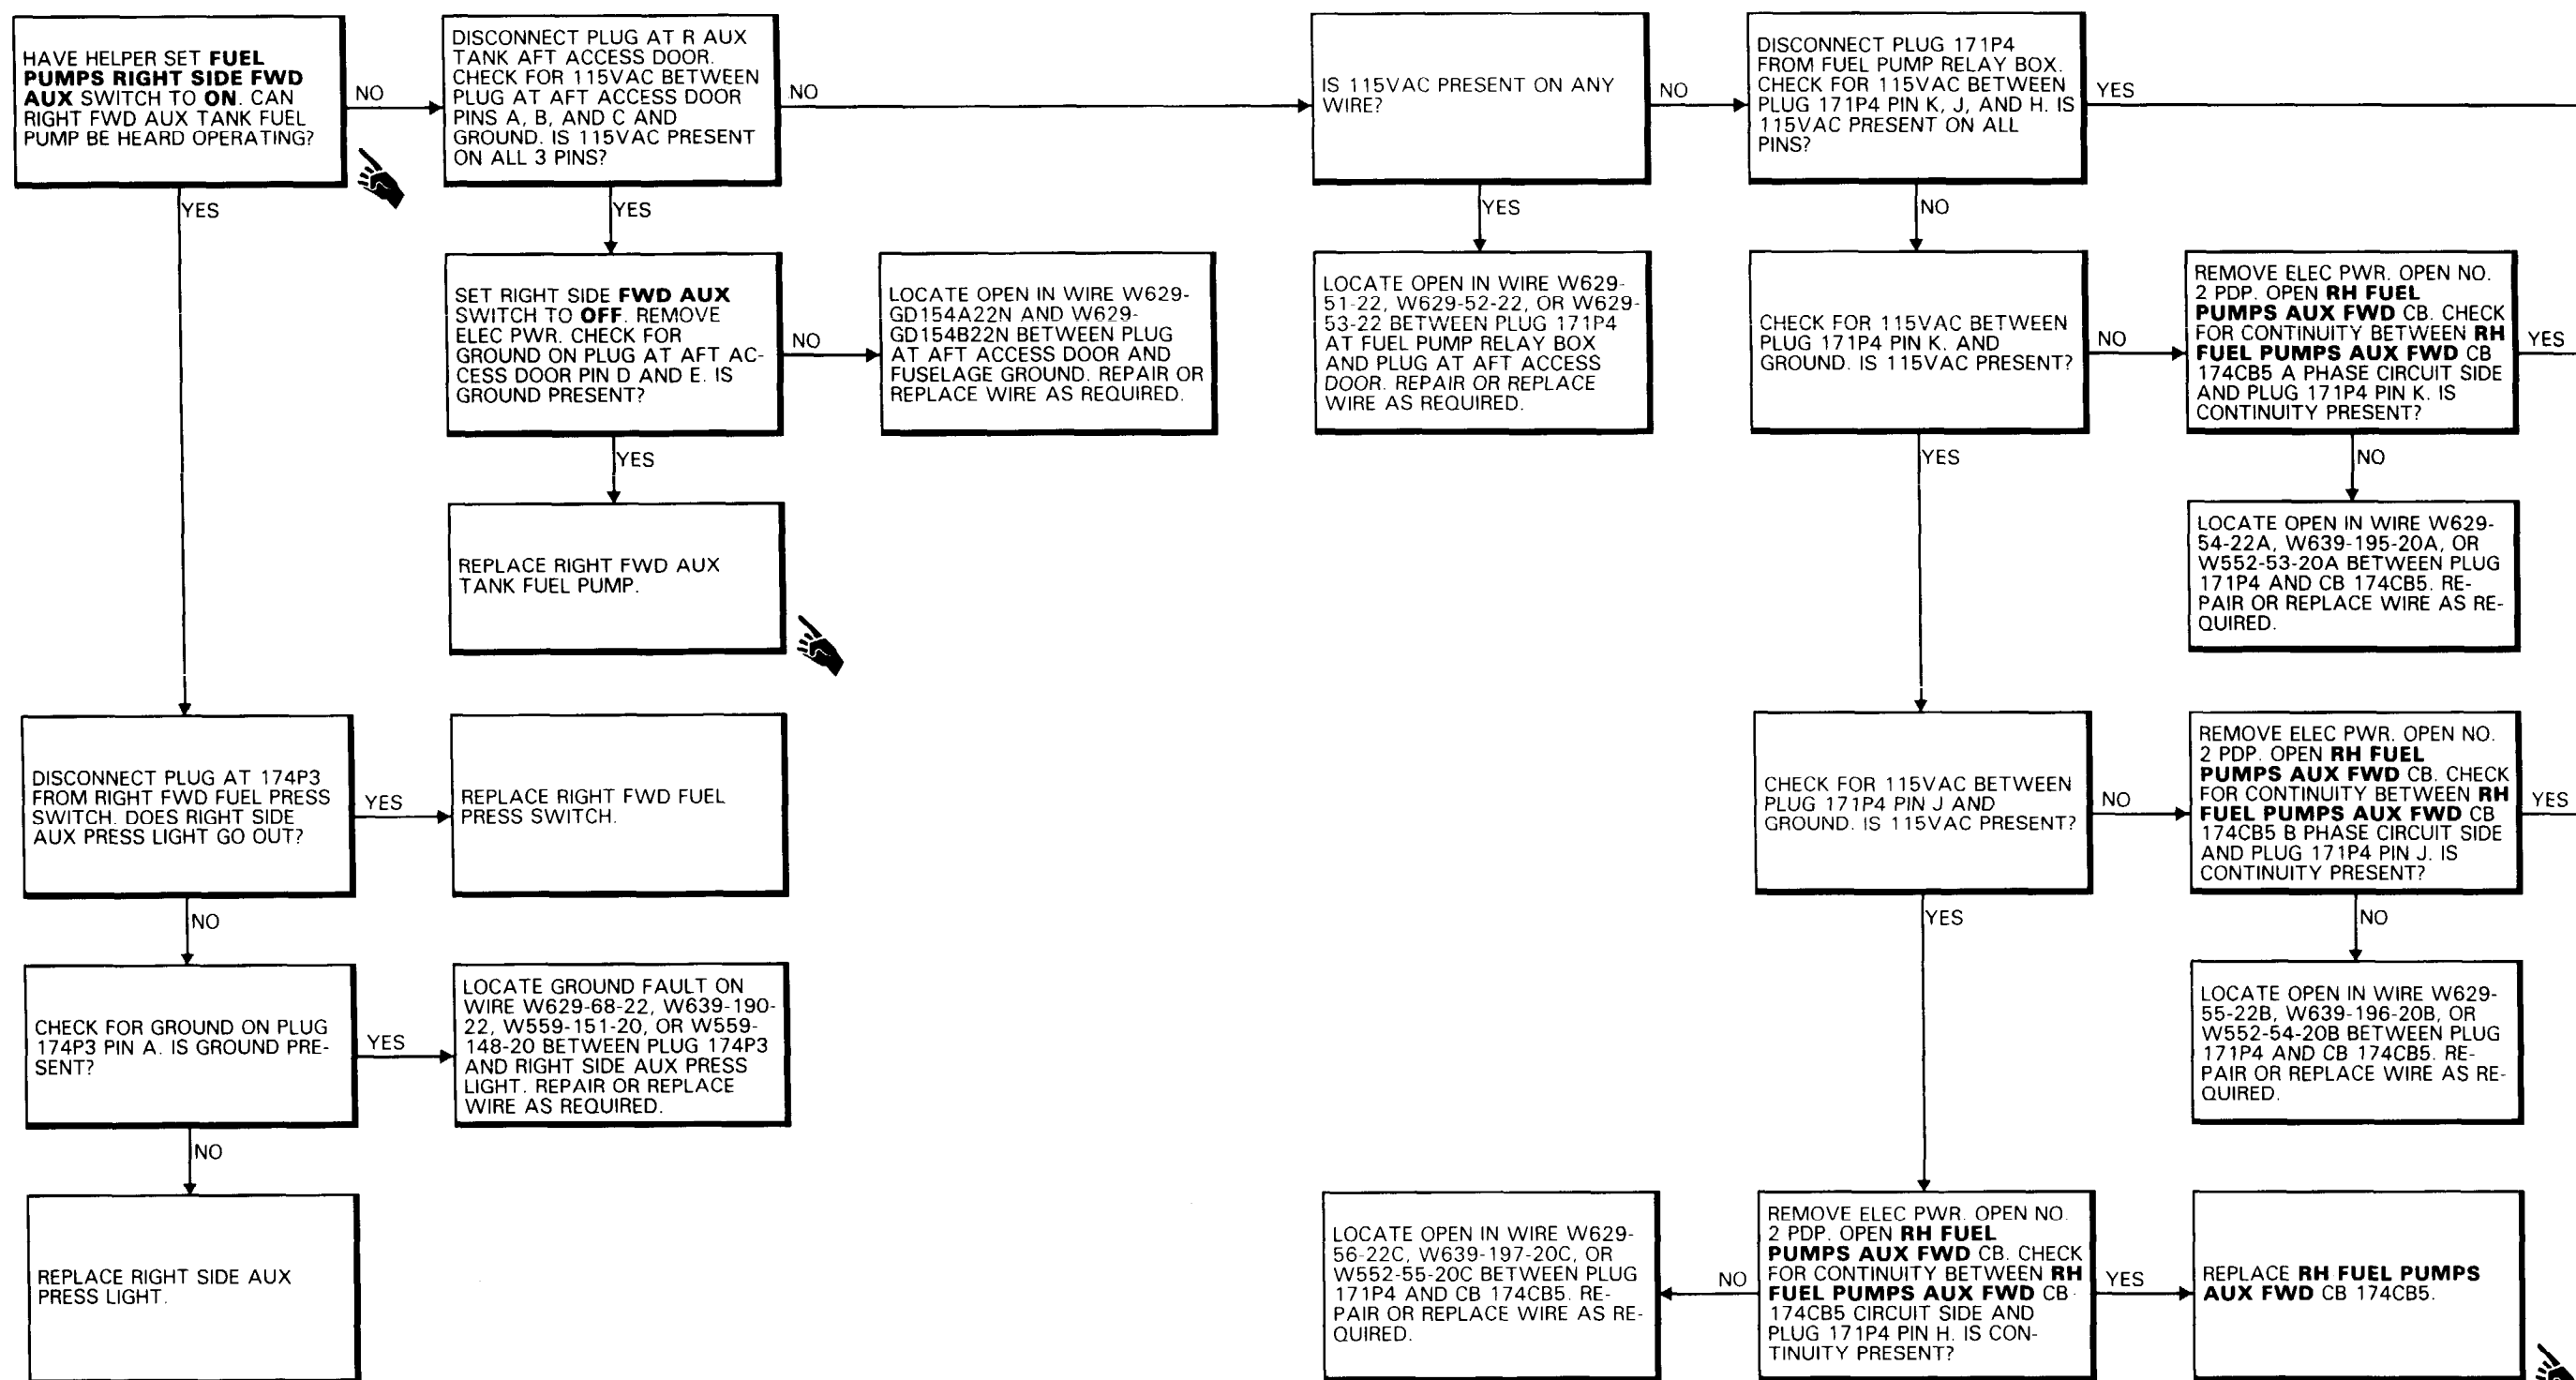 HAVE HELPER SET FUEL
PUMPS RIGHT SIDE FWD
AUX SWITCH TO ON. CAN
RIGHT FWD AUX TANK FUEL
PUMP BE HEARD OPERATING?
NO
YES
DISCONNECT PLUG AT R AUX
TANK AFT ACCESS DOOR.
CHECK FOR 115VAC BETWEEN
PLUG AT AFT ACCESS DOOR
PINS A, B, AND C AND
GROUND. IS 115VAC PRESENT
ON ALL 3 PINS?
NO
YES
IS 115VAC PRESENT ON ANY
WIRE?
NO
YES
DISCONNECT PLUG 171P4
FROM FUEL PUMP RELAY BOX.
CHECK FOR 115VAC BETWEEN
PLUG 171P4 PIN K, J, AND H. IS
115VAC PRESENT ON ALL
PINS?
YES
NO
SET RIGHT SIDE FWD AUX
SWITCH TO OFF. REMOVE
ELEC PWR. CHECK FOR
GROUND ON PLUG AT AFT AC-
CESS DOOR PIN D AND E. IS
GROUND PRESENT?
NO
YES
LOCATE OPEN IN WIRE W629-
GD154A22N AND W629-
GD154B22N BETWEEN PLUG
AT AFT ACCESS DOOR AND
FUSELAGE GROUND. REPAIR OR
REPLACE WIRE AS REQUIRED.
LOCATE OPEN IN WIRE W629-
51-22, W629-52-22, OR W629-
53-22 BETWEEN PLUG 171P4
AT FUEL PUMP RELAY BOX
AND PLUG AT AFT ACCESS
DOOR. REPAIR OR REPLACE
WIRE AS REQUIRED.
CHECK FOR 115VAC BETWEEN
PLUG 171P4 PIN K. AND
GROUND. IS 115VAC PRESENT?
NO
YES
REMOVE ELEC PWR. OPEN NO.
2 PDP. OPEN RH FUEL
PUMPS AUX FWD CB. CHECK
FOR CONTINUITY BETWEEN RH
FUEL PUMPS AUX FWD CB
174CB5 A PHASE CIRCUIT SIDE
AND PLUG 171P4 PIN K. IS
CONTINUITY PRESENT?
YES
NO
REPLACE RIGHT FWD AUX
TANK FUEL PUMP.
LOCATE OPEN IN WIRE W629-
54-22A, W639-195-20A, OR
W552-53-20A BETWEEN PLUG
171P4 AND CB 174CB5. RE-
PAIR OR REPLACE WIRE AS RE-
QUIRED.
DISCONNECT PLUG AT 174P3
FROM RIGHT FWD FUEL PRESS
SWITCH. DOES RIGHT SIDE
AUX PRESS LIGHT GO OUT?
YES
NO
REPLACE RIGHT FWD FUEL
PRESS SWITCH.
CHECK FOR 115VAC BETWEEN
PLUG 171P4 PIN J AND
GROUND. IS 115VAC PRESENT?
NO
YES
REMOVE ELEC PWR. OPEN NO.
2 PDP. OPEN RH FUEL
PUMPS AUX FWD CB. CHECK
FOR CONTINUITY BETWEEN RH
FUEL PUMPS AUX FWD CB
174CB5 B PHASE CIRCUIT SIDE
AND PLUG 171P4 PIN J. IS
CONTINUITY PRESENT?
YES
NO
CHECK FOR GROUND ON PLUG
174P3 PIN A. IS GROUND PRE-
SENT?
YES
NO
LOCATE GROUND FAULT ON
WIRE W629-68-22, W639-190-
22, W559-151-20, OR W559-
148-20 BETWEEN PLUG 174P3
AND RIGHT SIDE AUX PRESS
LIGHT. REPAIR OR REPLACE
WIRE AS REQUIRED.
LOCATE OPEN IN WIRE W629-
55-22B, W639-196-20B, OR
W552-54-20B BETWEEN PLUG
171P4 AND CB 174CB5. RE-
PAIR OR REPLACE WIRE AS RE-
QUIRED.
REPLACE RIGHT SIDE AUX
PRESS LIGHT.
LOCATE OPEN IN WIRE W629-
56-22C, W639-197-20C, OR
W552-55-20C BETWEEN PLUG
171P4 AND CB 174CB5. RE-
PAIR OR REPLACE WIRE AS RE-
QUIRED.
NO
REMOVE ELEC PWR. OPEN NO.
2 PDP. OPEN RH FUEL
PUMPS AUX FWD CB. CHECK
FOR CONTINUITY BETWEEN RH
FUEL PUMPS AUX FWD CB
174CB5 CIRCUIT SIDE AND
PLUG 171P4 PIN H. IS CON-
TINUITY PRESENT?
YES
REPLACE RH FUEL PUMPS
AUX FWD CB 174CB5.